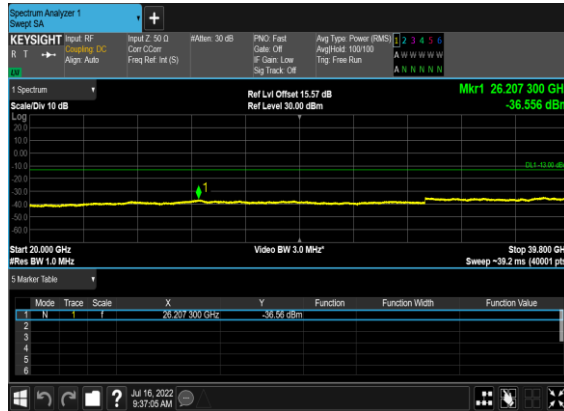 Spectrum Analyzer 1
Swept SA
+
KEYSIGHT Input: RF Input Z: 50 Ω #Atten: 30 dB PNO: Fast Avg Type: Power (RMS) 1 2 3 4 5 6
R T Coupling: DC Corr CCorr Gate: Off Avg|Hold: 100/100 A W W W W W
Align: Auto Freq Ref: Int (S) IF Gain: Low Trig: Free Run
LW Sig Track: Off A N N N N N
1 Spectrum Ref Lvl Offset 15.57 dB Mkr1 26.207 300 GH
Scale/Div 10 dB Ref Level 30.00 dBm -36.556 dBm
Log
20.0
10.0
0.00
-10.0 DL1 -13.00 dB
-20.0
-30.0 1
-40.0
-50.0
-60.0
Start 20.000 GHz Video BW 3.0 MHz* Stop 39.800 GH
#Res BW 1.0 MHz Sweep ~39.2 ms (40001 pts
5 Marker Table
Mode Trace Scale X Y Function Function Width Function Value
1 N 1 f 26.207 300 GHz -36.56 dBm
2
3
4
5
6
? Jul 16, 2022
9:37:05 AM